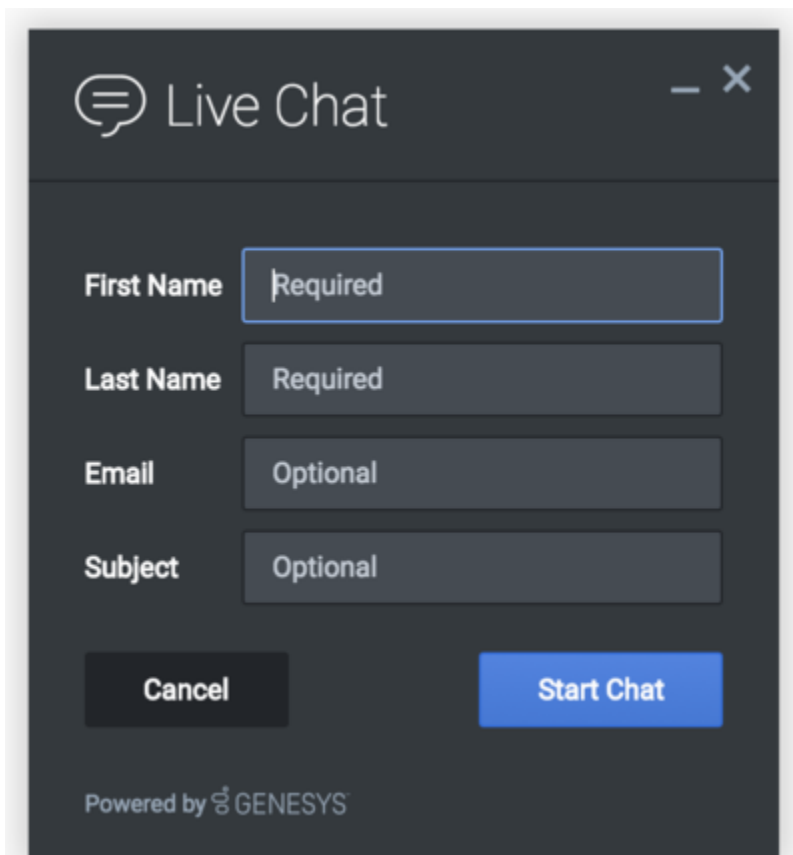 Live Chat
First Name Required
Last Name Required
Email Optional
Subject Optional
Cancel Start Chat
Powered by GENESYS